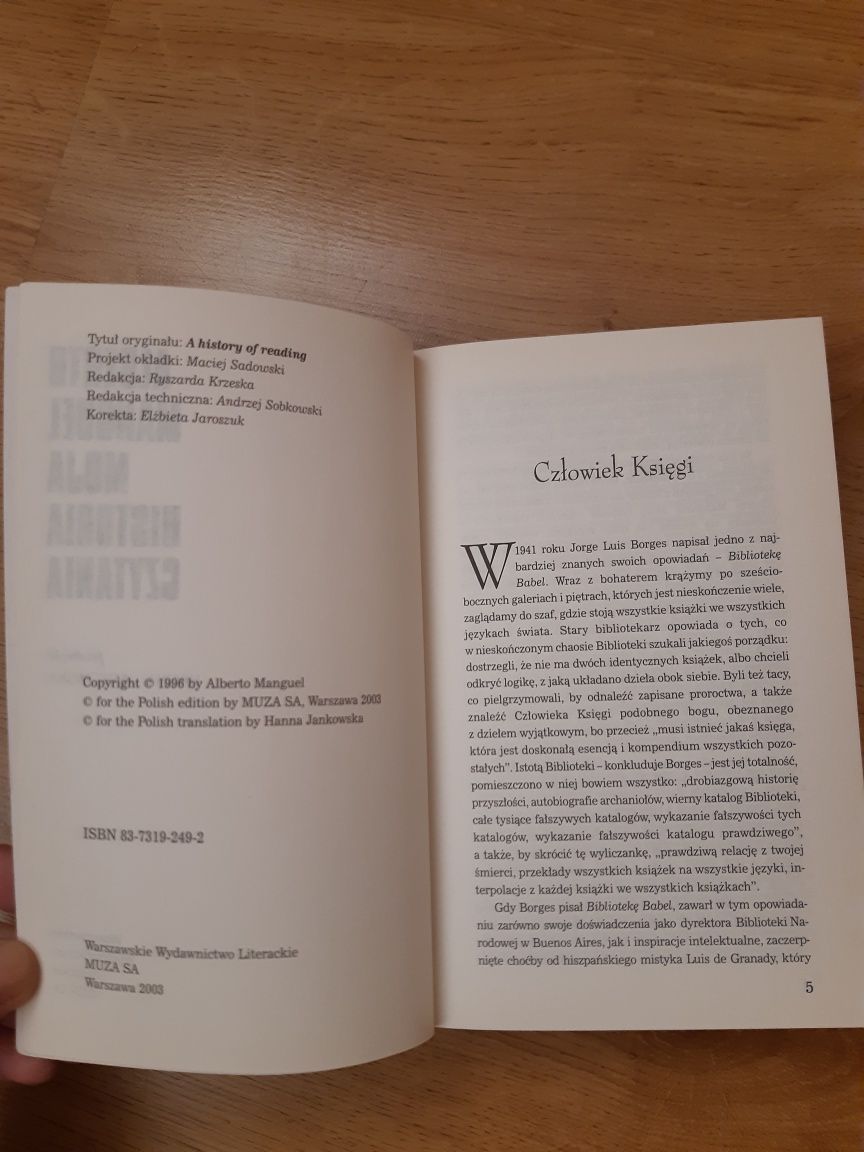 Tytuł oryginału: A history of reading
Projekt okładki: Maciej Sadowski
Redakcja: Ryszarda Krzeska
Redakcja techniczna: Andrzej Sobkowski
Korekta: Elżbieta Jaroszuk
Copyright © 1996 by Alberto Manguel
© for the Polish edition by MUZA SA, Warszawa 2003
© for the Polish translation by Hanna Jankowska
ISBN 83-7319-249-2
Warszawskie Wydawnictwo Literackie
MUZA SA
Warszawa 2003
Człowiek Księgi
W 1941 roku Jorge Luis Borges napisał jedno z naj-
bardziej znanych swoich opowiadań – Bibliotekę
Babel. Wraz z bohaterem krążymy po sześcio-
bocznych galeriach i piętrach, których jest nieskończenie wiele,
zaglądamy do szaf, gdzie stoją wszystkie książki we wszystkich
językach świata. Stary bibliotekarz opowiada o tych, co
w nieskończonym chaosie Biblioteki szukali jakiegoś porządku:
dostrzegli, że nie ma dwóch identycznych książek, albo chcieli
odkryć logikę, z jaką układano dzieła obok siebie. Byli też tacy,
co pielgrzymowali, by odnaleźć zapisane proroctwa, a także
znaleźć Człowieka Księgi podobnego bogu, obeznanego
z dziełem wyjątkowym, bo przecież „musi istnieć jakaś księga,
która jest doskonałą esencją i kompendium wszystkich pozo-
stałych”. Istotą Biblioteki – konkluduje Borges – jest jej totalność,
pomieszczono w niej bowiem wszystko: „drobiazgową historię
przyszłości, autobiografie archaniołów, wierny katalog Biblioteki,
całe tysiące fałszywych katalogów, wykazanie fałszywości tych
katalogów, wykazanie fałszywości katalogu prawdziwego”,
a także, by skrócić tę wyliczankę, „prawdziwą relację z twojej
śmierci, przekłady wszystkich książek na wszystkie języki, in-
terpolacje z każdej książki we wszystkich książkach”.
Gdy Borges pisał Bibliotekę Babel, zawarł w tym opowiada-
niu zarówno swoje doświadczenia jako dyrektora Biblioteki Na-
rodowej w Buenos Aires, jak i inspiracje intelektualne, zaczerp-
nięte choćby od hiszpańskiego mistyka Luis de Granady, który
5